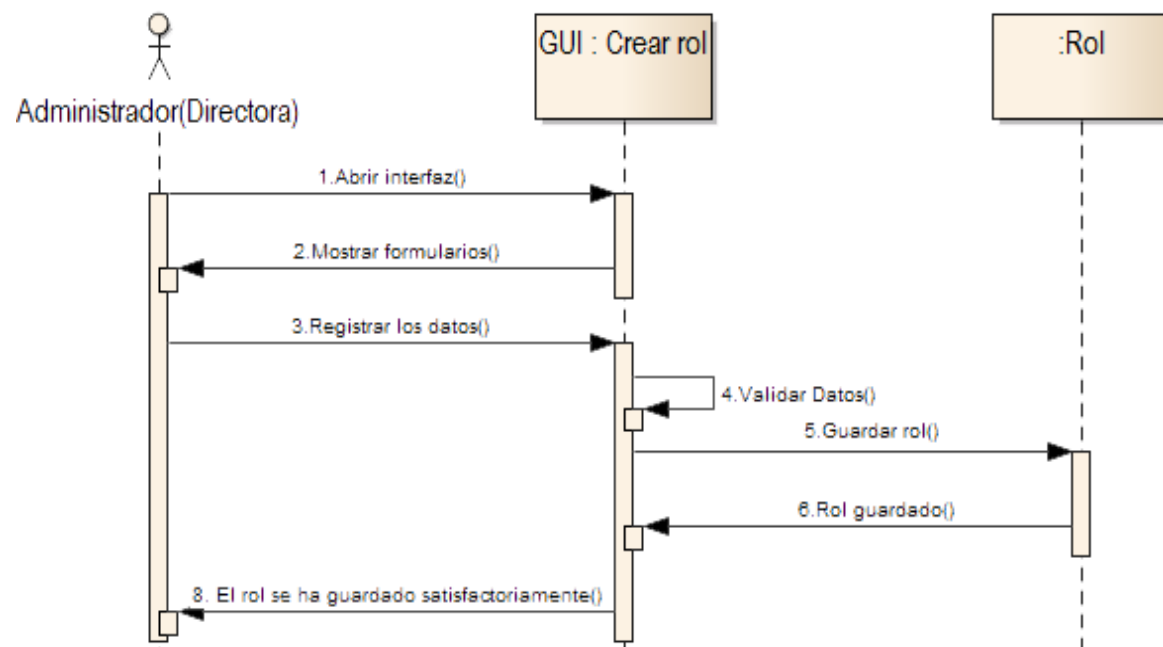 GUI : Crear rol
:Rol
Administrador(Directora)
1.Abrir interfaz()
2.Mostrar formularios()
3.Registrar los datos()
4.Validar Datos()
5.Guardar rol()
6.Rol guardado()
8. El rol se ha guardado satisfactoriamente()